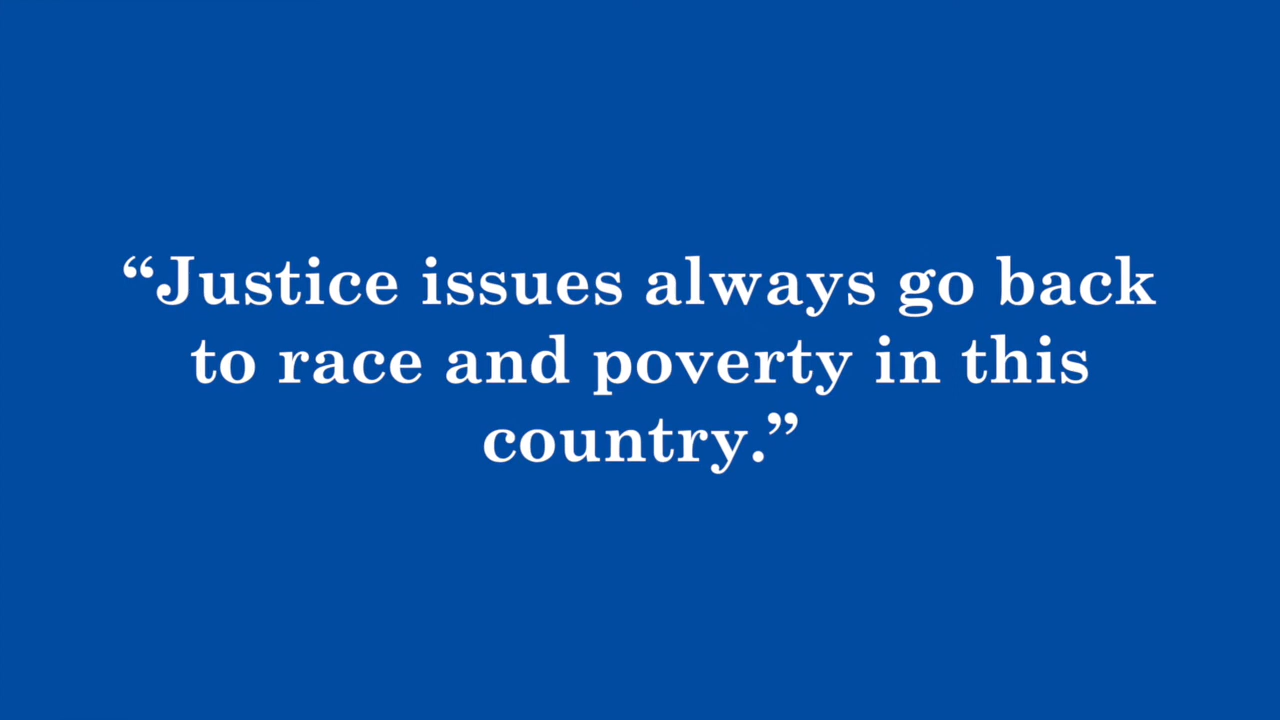 “Justice issues always go back
to race and poverty in this
country.”